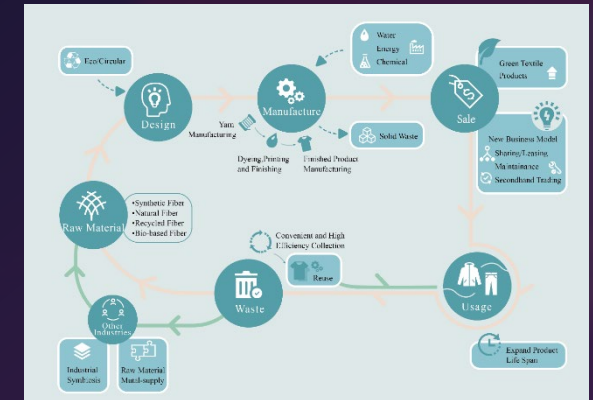 Eco/Circular
Design
Water
Energy
Chemical
Manufacture
Yarn
Manufacturing
Dyeing,Printing
and Finishing
Finished Product
Manufacturing
Solid Waste
Sale
Green Textile
Products
New Business Model
Sharing/Leasing
Maintainance
Secondhand Trading
Raw Material
•Synthetic Fiber
•Natural Fiber
•Recycled Fiber
•Bio-based Fiber
Convenient and High
Efficiency Collection
Reuse
Waste
Usage
Expand Product
Life Span
Other
Industries
Industrial
Symbiosis
Raw Material
Mutal-supply